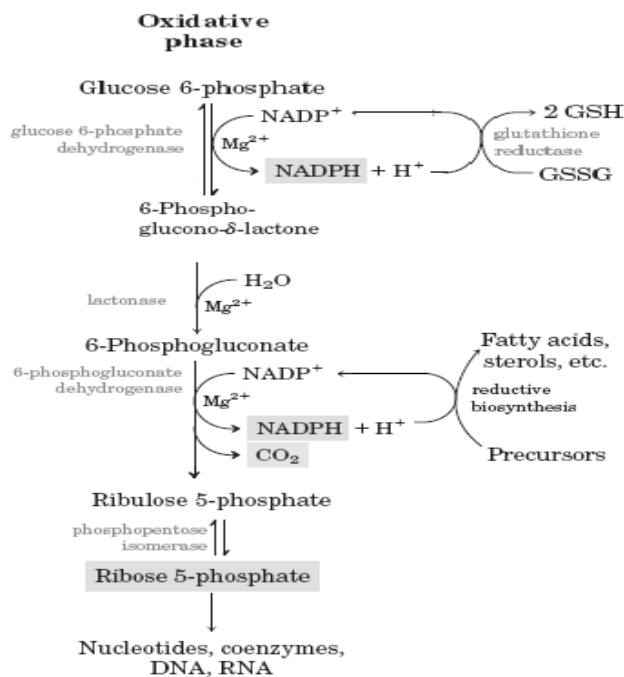 Oxidative
phase
Glucose 6-phosphate
glucose 6-phosphate
dehydrogenase
NADP+
Mg2+
NADPH + H+
2 GSH
glutathione
reductase
GSSG
6-Phospho-
glucono-δ-lactone
lactonase
H2O
Mg2+
6-Phosphogluconate
6-phosphogluconate
dehydrogenase
NADP+
Mg2+
NADPH + H+
CO2
Fatty acids,
sterols, etc.
reductive
biosynthesis
Precursors
Ribulose 5-phosphate
phosphopentose
isomerase
Ribose 5-phosphate
Nucleotides, coenzymes,
DNA, RNA